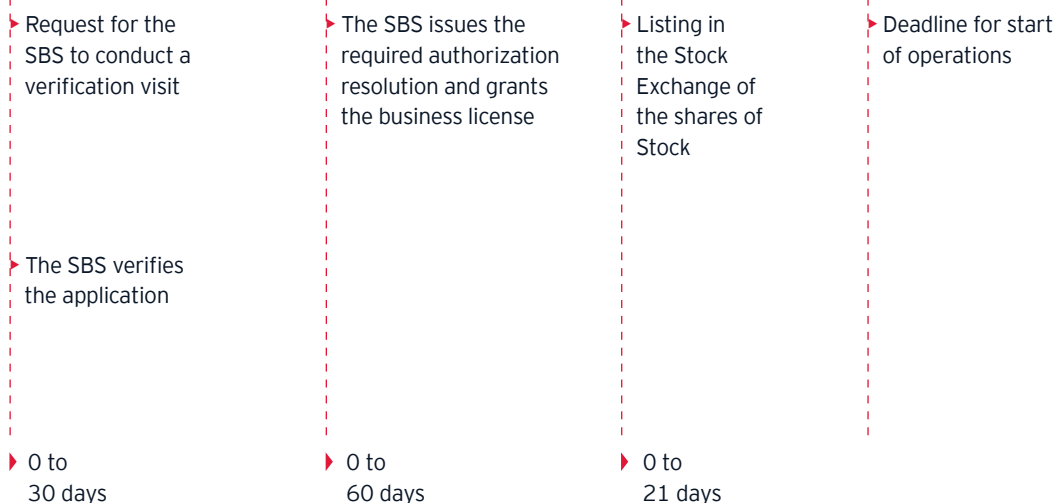 Request for the
SBS to conduct a
verification visit
The SBS verifies
the application
0 to
30 days
The SBS issues the
required authorization
resolution and grants
the business license
0 to
60 days
Listing in
the Stock
Exchange of
the shares of
Stock
0 to
21 days
Deadline for start
of operations